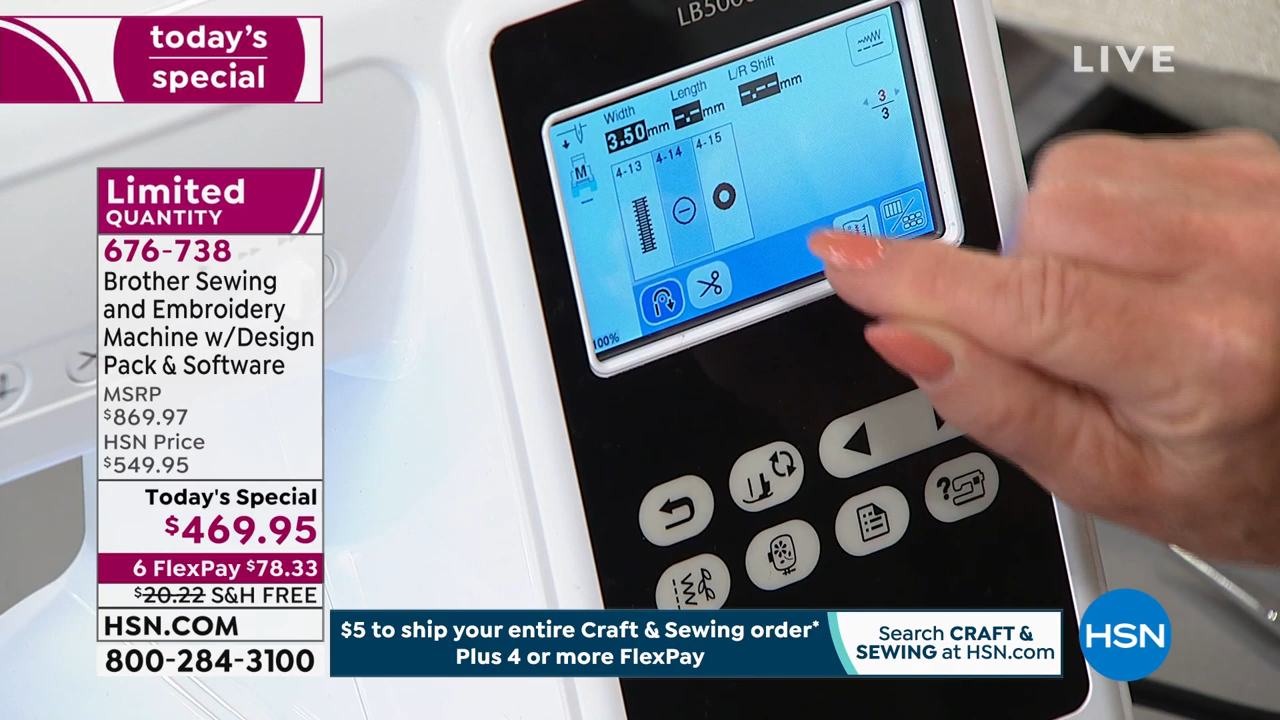 today's
special
LIVE
Limited
QUANTITY
676-738
Brother Sewing
and Embroidery
Machine w/Design
Pack & Software
MSRP
$869.97
HSN Price
$549.95
Today's Special
$469.95
6 FlexPay $78.33
$20.22 S&H FREE
HSN.COM
800-284-3100
Width
3.50 mm
Length
-.- mm
L/R Shift
-.-- mm
3
3
M
4-13
4-14
4-15
100%
$5 to ship your entire Craft & Sewing order*
Plus 4 or more FlexPay
Search CRAFT &
SEWING at HSN.com
HSN